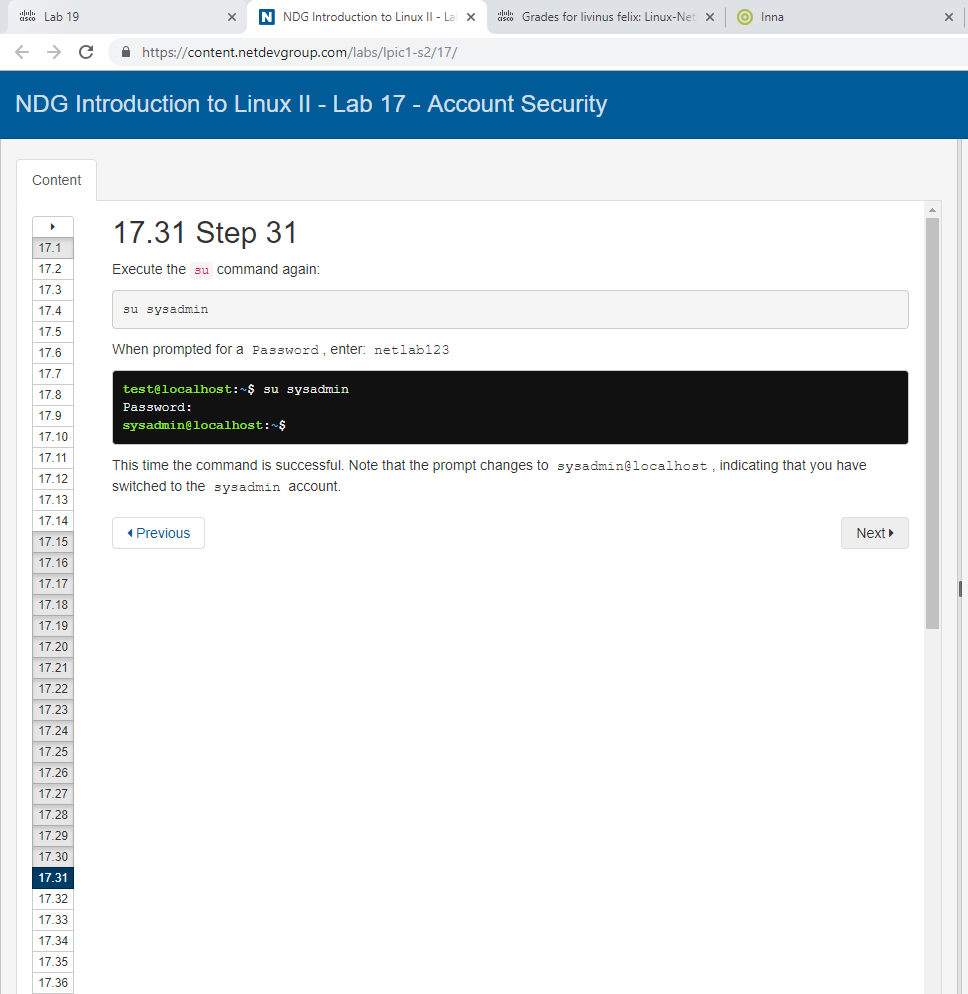 Lab 19
NDG Introduction to Linux II - La
Grades for livinus felix: Linux-Net
Inna
https://content.netdevgroup.com/labs/lpic1-s2/17/
NDG Introduction to Linux II - Lab 17 - Account Security
Content
17.1
17.2
17.3
17.4
17.5
17.6
17.7
17.8
17.9
17.10
17.11
17.12
17.13
17.14
17.15
17.16
17.17
17.18
17.19
17.20
17.21
17.22
17.23
17.24
17.25
17.26
17.27
17.28
17.29
17.30
17.31
17.32
17.33
17.34
17.35
17.36
17.31 Step 31
Execute the su command again:
su sysadmin
When prompted for a Password, enter: netlab123
test@localhost:~$ su sysadmin
Password:
sysadmin@localhost:~$
This time the command is successful. Note that the prompt changes to sysadmin@localhost, indicating that you have
switched to the sysadmin account.
Previous
Next